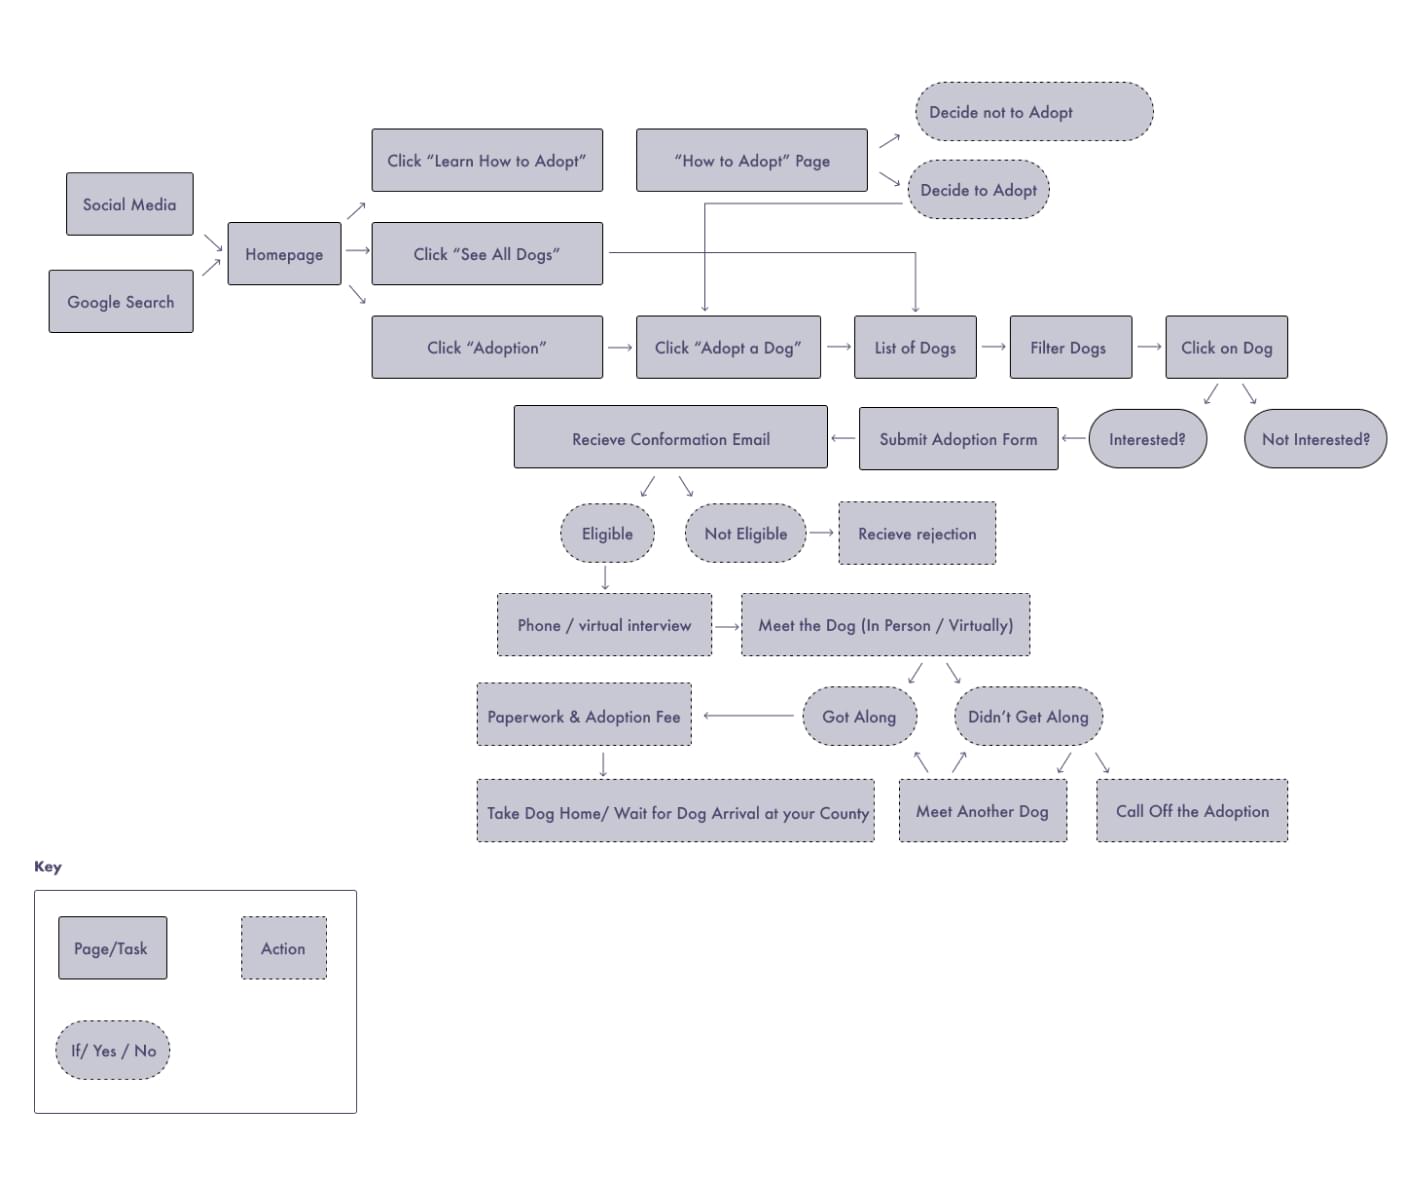 Decide not to Adopt
Click “Learn How to Adopt”
“How to Adopt” Page
Decide to Adopt
Social Media
Homepage
Click “See All Dogs”
Google Search
Click “Adoption”
Click “Adopt a Dog”
List of Dogs
Filter Dogs
Click on Dog
Recieve Conformation Email
Submit Adoption Form
Interested?
Not Interested?
Eligible
Not Eligible
Recieve rejection
Phone / virtual interview
Meet the Dog (In Person / Virtually)
Paperwork & Adoption Fee
Got Along
Didn’t Get Along
Take Dog Home/ Wait for Dog Arrival at your County
Meet Another Dog
Call Off the Adoption
Key
Page/Task
Action
If/ Yes / No